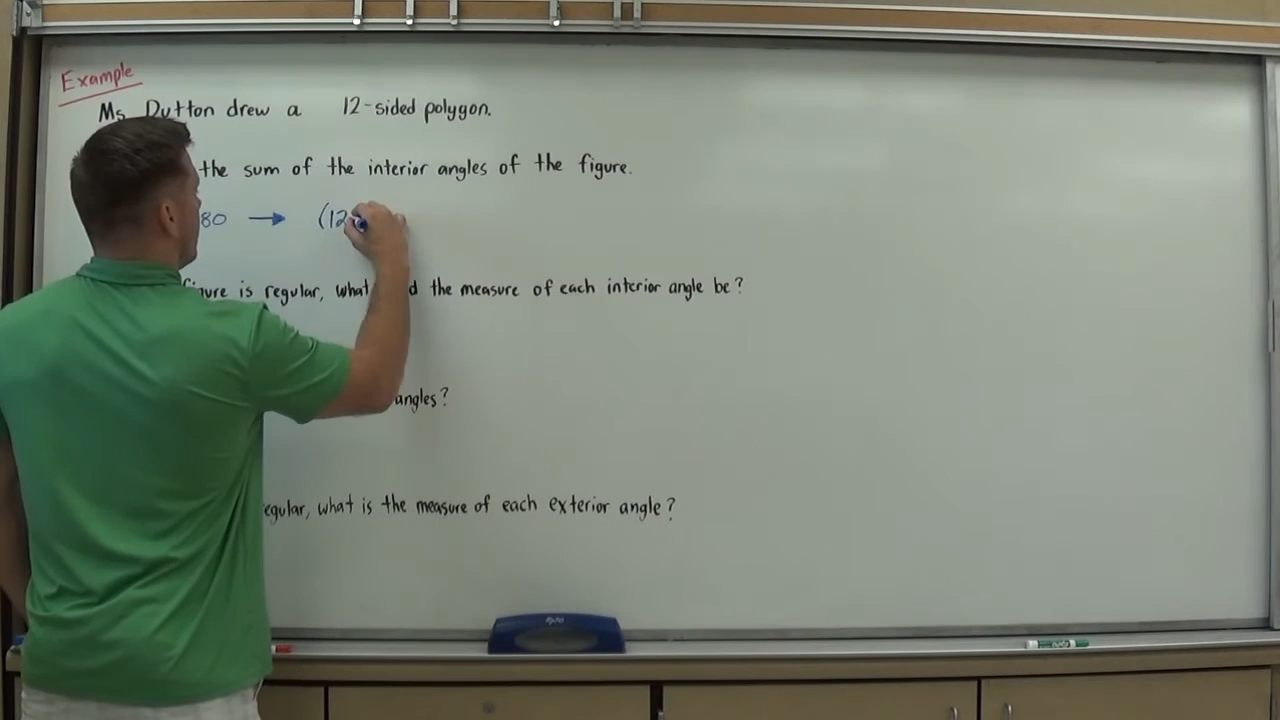 Example
Ms. Dutton drew a 12-sided polygon.
the sum of the interior angles of the figure.
80 → (12
figure is regular, what the measure of each interior angle be?
angles?
regular, what is the measure of each exterior angle?
Expo